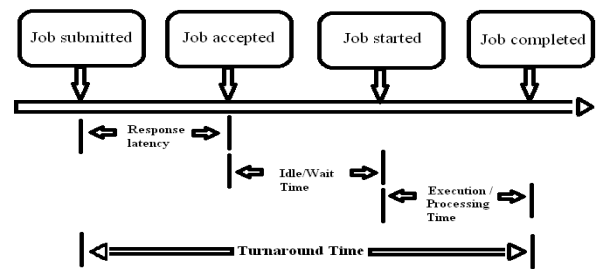 Job submitted
Job accepted
Job started
Job completed
Response
latency
Idle/Wait
Time
Execution /
Processing
Time
Turnaround Time